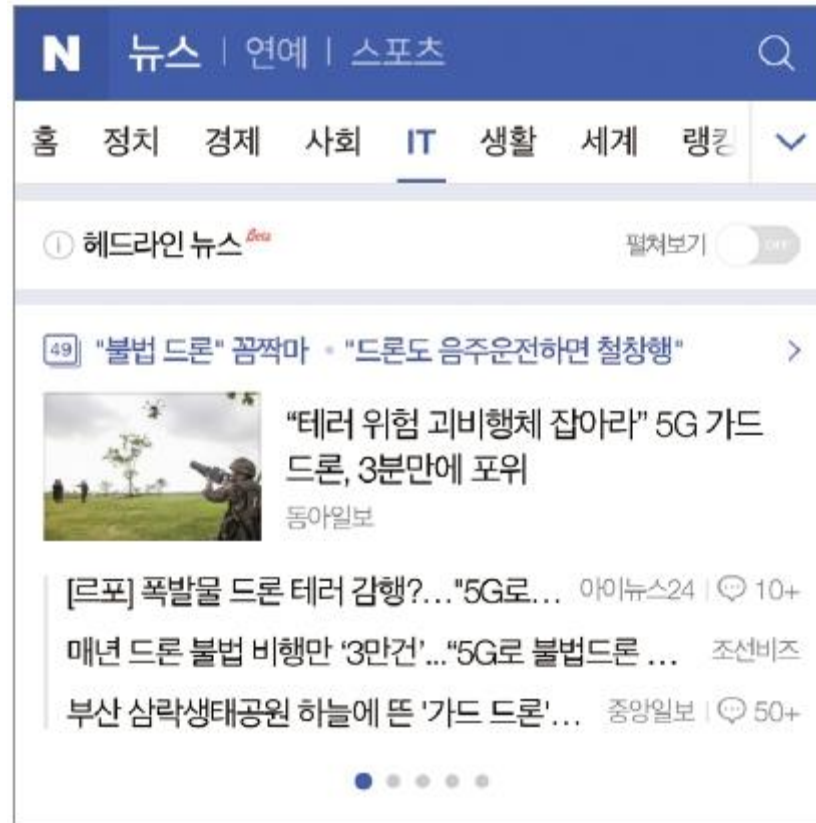 N 뉴스 | 연예 | 스포츠
홈 정치 경제 사회 IT 생활 세계 랭킹
헤드라인 뉴스 Beta 펼쳐보기 OFF
49 "불법 드론" 꼼짝마 • "드론도 음주운전하면 철창행" >
“테러 위험 괴비행체 잡아라” 5G 가드
드론, 3분만에 포위
동아일보
[르포] 폭발물 드론 테러 감행?…"5G로… 아이뉴스24 | 10+
매년 드론 불법 비행만 ‘3만건’...“5G로 불법드론 … 조선비즈
부산 삼락생태공원 하늘에 뜬 '가드 드론'… 중앙일보 | 50+